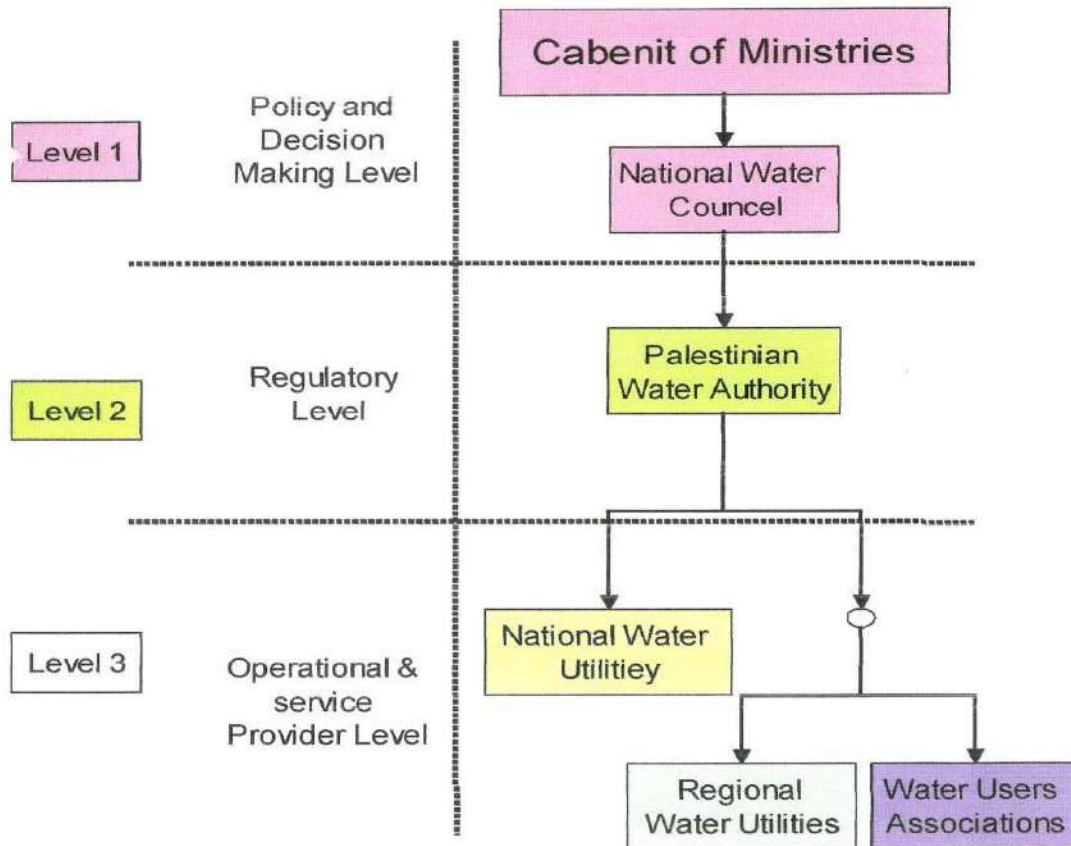 Cabenit of Ministries
Level 1
Policy and
Decision
Making Level
National Water
Councel
Level 2
Regulatory
Level
Palestinian
Water Authority
Level 3
Operational &
service
Provider Level
National Water
Utilitiey
Regional
Water Utilities
Water Users
Associations